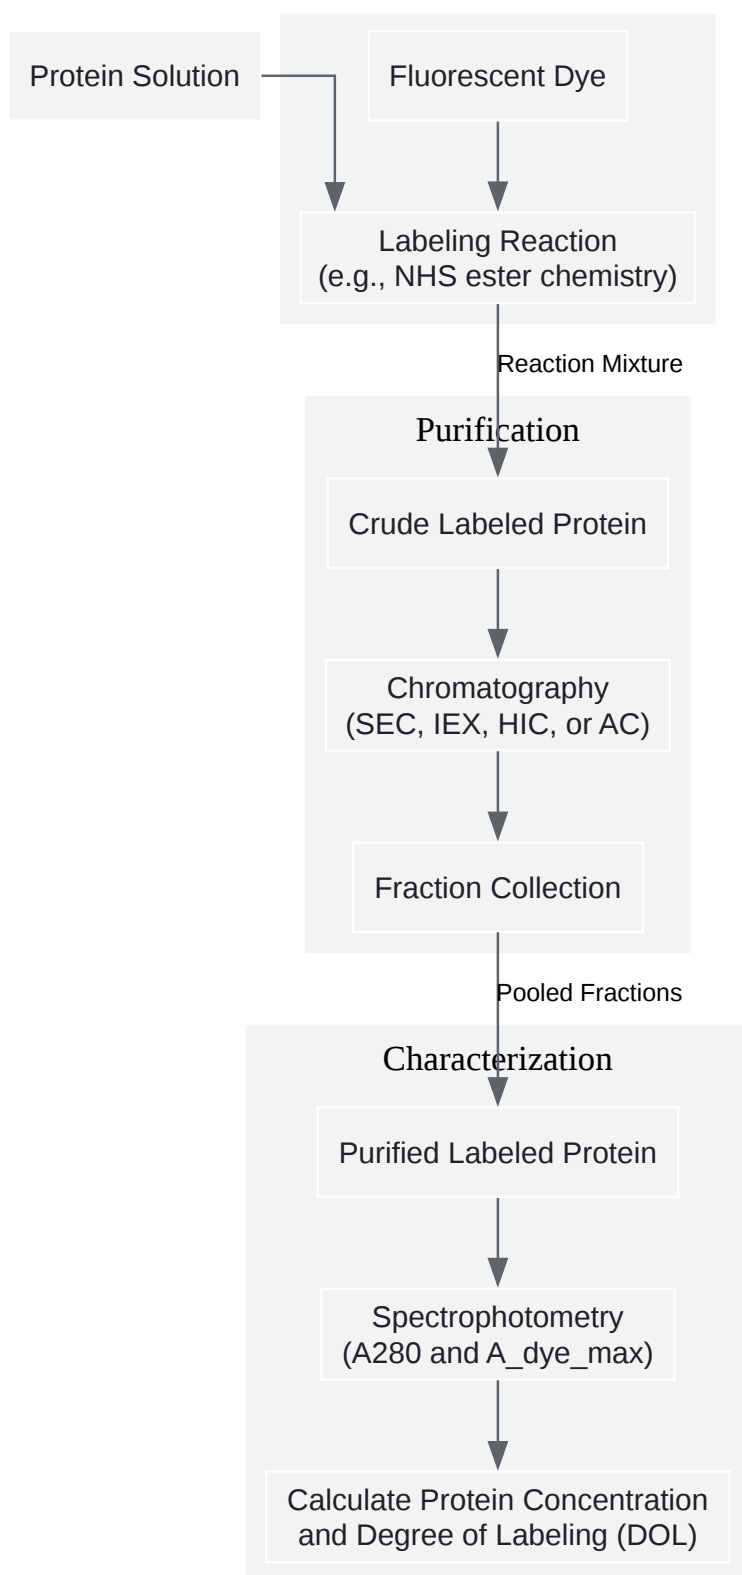 Protein Solution
Fluorescent Dye
Labeling Reaction
(e.g., NHS ester chemistry)
Reaction Mixture
Purification
Crude Labeled Protein
Chromatography
(SEC, IEX, HIC, or AC)
Fraction Collection
Pooled Fractions
Characterization
Purified Labeled Protein
Spectrophotometry
(A280 and A_dye_max)
Calculate Protein Concentration
and Degree of Labeling (DOL)